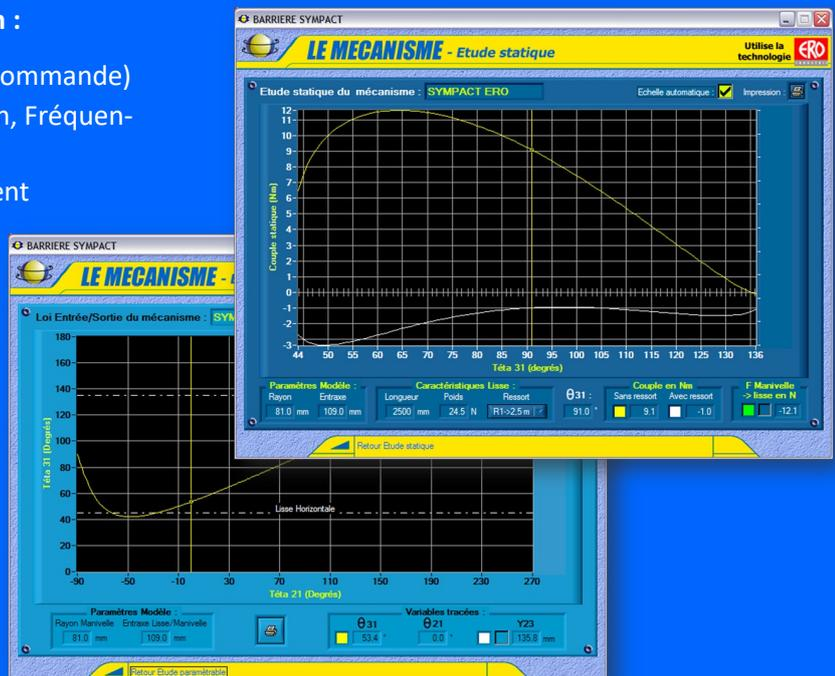 n :
ommande)
n, Fréquen-
ent
BARRIERE SYMPACT
LE MECANISME - Etude statique
Utilise la
technologie
ERO
Etude statique du mécanisme : SYMPACT ERO
Echelle automatique :
Impression :
12
11
10
9
8
7
6
5
4
3
2
1
0
-1
-2
-3
Couple statique (Nm)
44 50 55 60 65 70 75 80 85 90 95 100 105 110 115 120 125 130 136
Téta 31 (degrés)
Paramètres Modèle :
Rayon Entraxe
81.0 mm 109.0 mm
Caractéristiques Lisse :
Longueur Poids Ressort
2500 mm 24.5 N R1->2,5 m
θ31 :
91.0 °
Couple en Nm
Sans ressort Avec ressort
9.1 -1.0
F Manivelle
-> lisse en N
-12.1
Retour Etude statique
BARRIERE SYMPACT
LE MECANISME -
Loi Entrée/Sortie du mécanisme : SYM
180
160
140
120
100
80
60
40
20
0
Téta 31 (Degrés)
Lisse Horizontale
-90 -50 -10 30 70 110 150 190 230 270
Téta 21 (Degrés)
Paramètres Modèle :
Rayon Manivelle Entraxe Lisse/Manivelle
81.0 mm 109.0 mm
Variables tracées :
θ31 θ21 Y23
53.4 ° 0.0 ° 135.8 mm
Retour Etude paramètrable